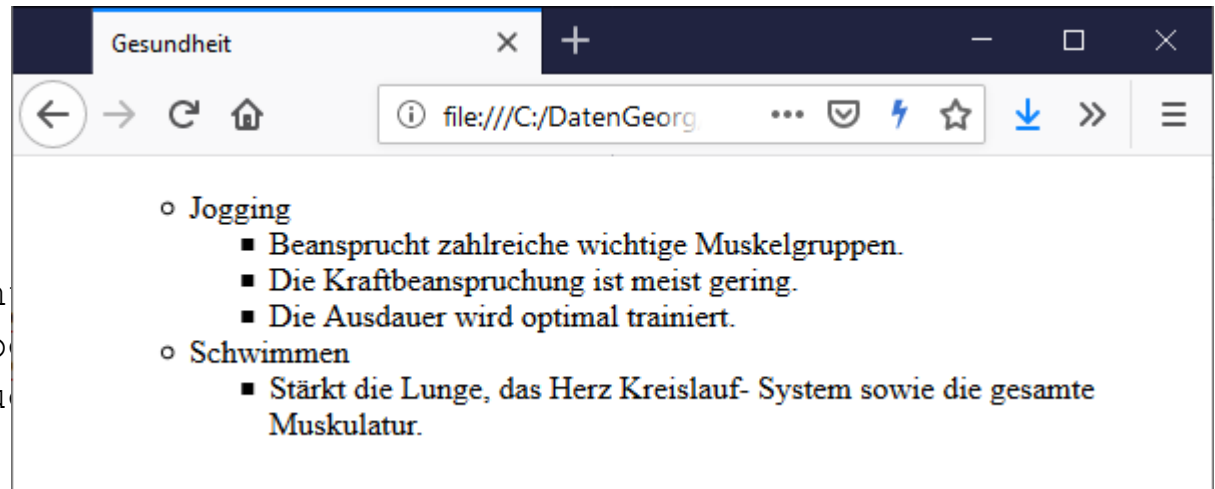 Gesundheit
file:///C:/DatenGeorg
Jogging
Beansprucht zahlreiche wichtige Muskelgruppen.
Die Kraftbeanspruchung ist meist gering.
Die Ausdauer wird optimal trainiert.
Schwimmen
Stärkt die Lunge, das Herz Kreislauf- System sowie die gesamte
Muskulatur.